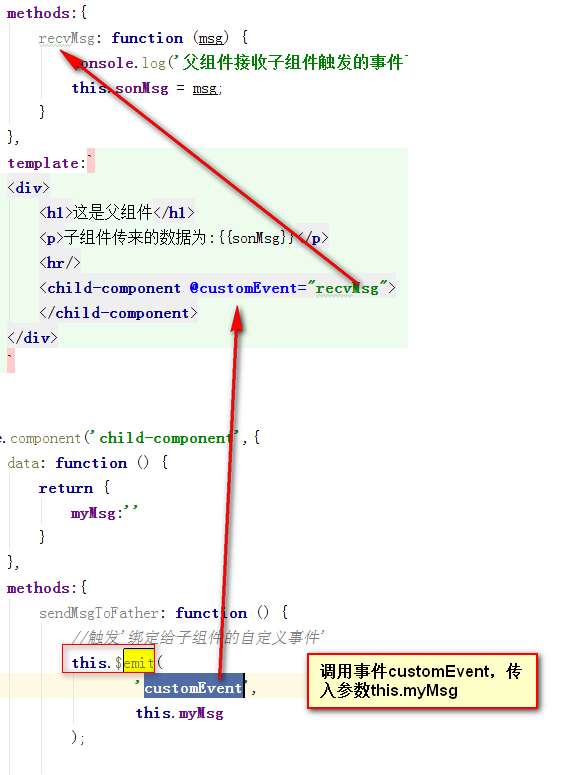 methods:{
recvMsg: function (msg) {
onsole.log('父组件接收子组件触发的事件
this.sonMsg = msg;
}
},
template:`
<div>
<h1>这是父组件</h1>
<p>子组件传来的数据为:{{sonMsg}}</p>
<hr/>
<child-component @customEvent="recvMsg">
</child-component>
</div>
`
e.component('child-component',{
data: function () {
return {
myMsg:''
}
},
methods:{
sendMsgToFather: function () {
//触发'绑定给子组件的自定义事件'
this.$emit(
'customEvent',
this.myMsg
);
调用事件customEvent，传
入参数this.myMsg